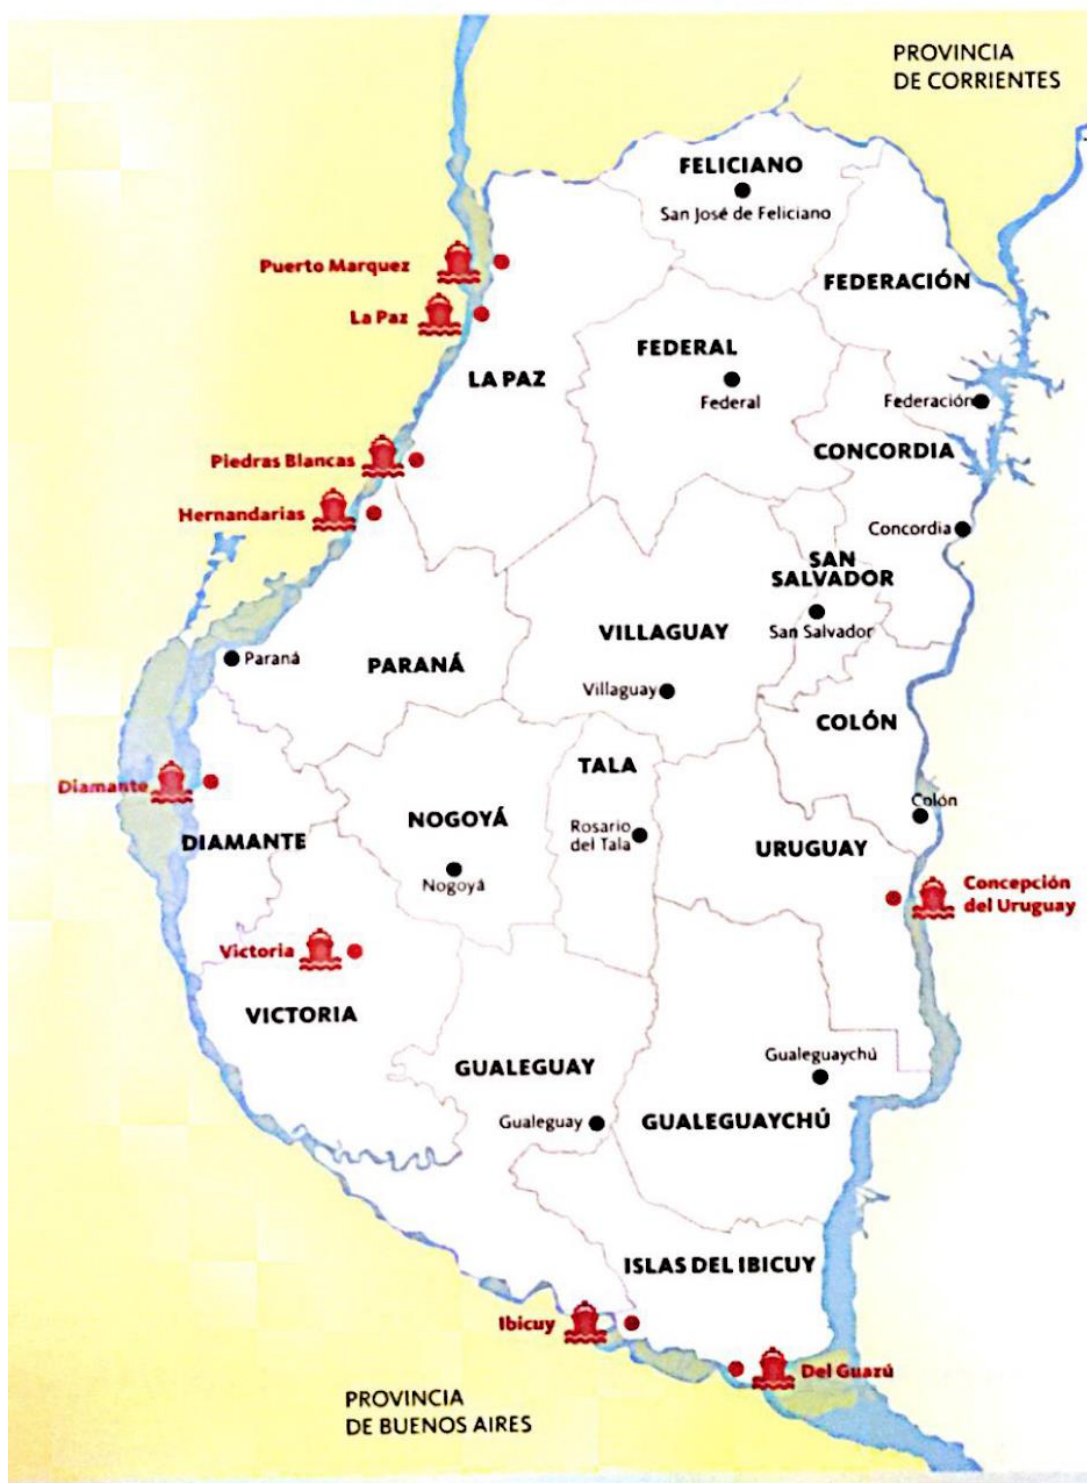 PROVINCIA
DE CORRIENTES
FELICIANO
San José de Feliciano
Puerto Marquez
FEDERACIÓN
La Paz
FEDERAL
LA PAZ
Federal
Federación
CONCORDIA
Piedras Blancas
Hernandarias
Concordia
SAN
SALVADOR
San Salvador
VILLAGUAY
Paraná
PARANÁ
Villaguay
COLÓN
TALA
Diamante
Colón
NOGOYÁ
DIAMANTE
Rosario
del Tala
URUGUAY
Nogoyá
Concepción
del Uruguay
Victoria
VICTORIA
Gualeguaychú
GUALEGUAY
Gualeguay
GUALEGUAYCHÚ
ISLAS DEL IBICUY
Ibicuy
Del Guazú
PROVINCIA
DE BUENOS AIRES